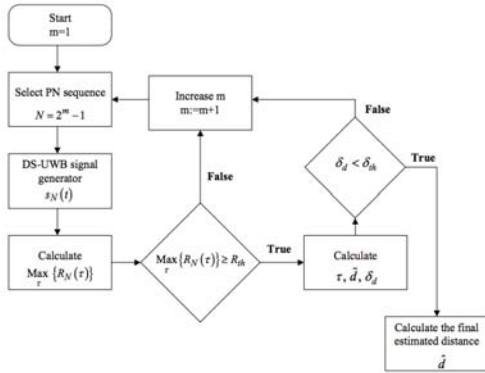 Start
m=1
Select PN sequence
N = 2^m − 1
DS-UWB signal
generator
s_N(t)
Calculate
Max_τ {R_N(τ)}
Max_τ {R_N(τ)} ≥ R_th
False
Increase m
m:=m+1
True
Calculate
τ, d̂, δ_d
δ_d < δ_th
False
True
Calculate the final
estimated distance
d̂